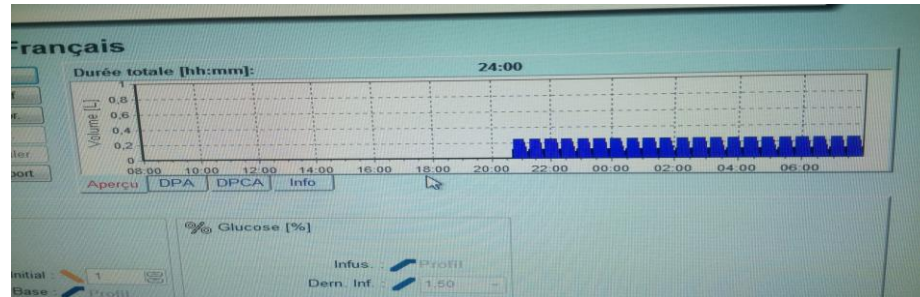 Français
Durée totale [hh:mm]: 24:00
Volume [L]
1
0,8
0,6
0,4
0,2
0
08:00 10:00 12:00 14:00 16:00 18:00 20:00 22:00 00:00 02:00 04:00 06:00
Aperçu DPA DPCA Info
% Glucose [%]
Infus. : Profil
Initial : 1 Dern. Inf. : 1.50
Base : Profil